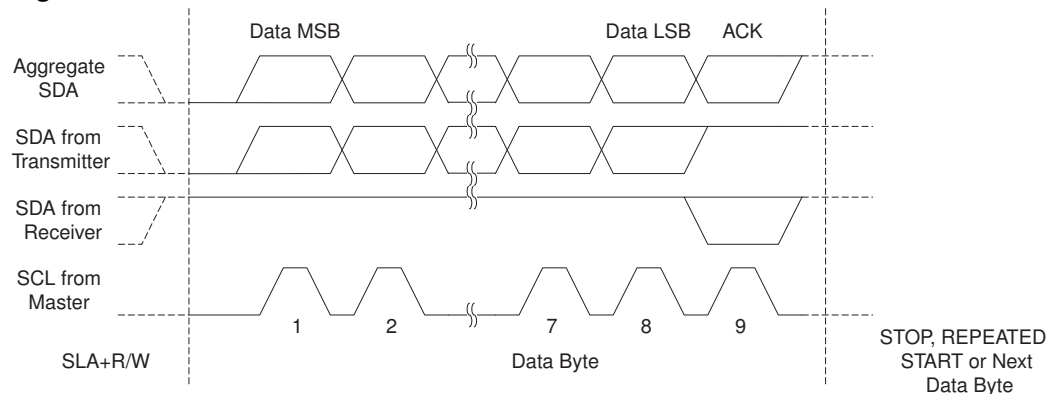 Data MSB
Data LSB
ACK
Aggregate
SDA
SDA from
Transmitter
SDA from
Receiver
SCL from
Master
1
2
7
8
9
SLA+R/W
Data Byte
STOP, REPEATED
START or Next
Data Byte